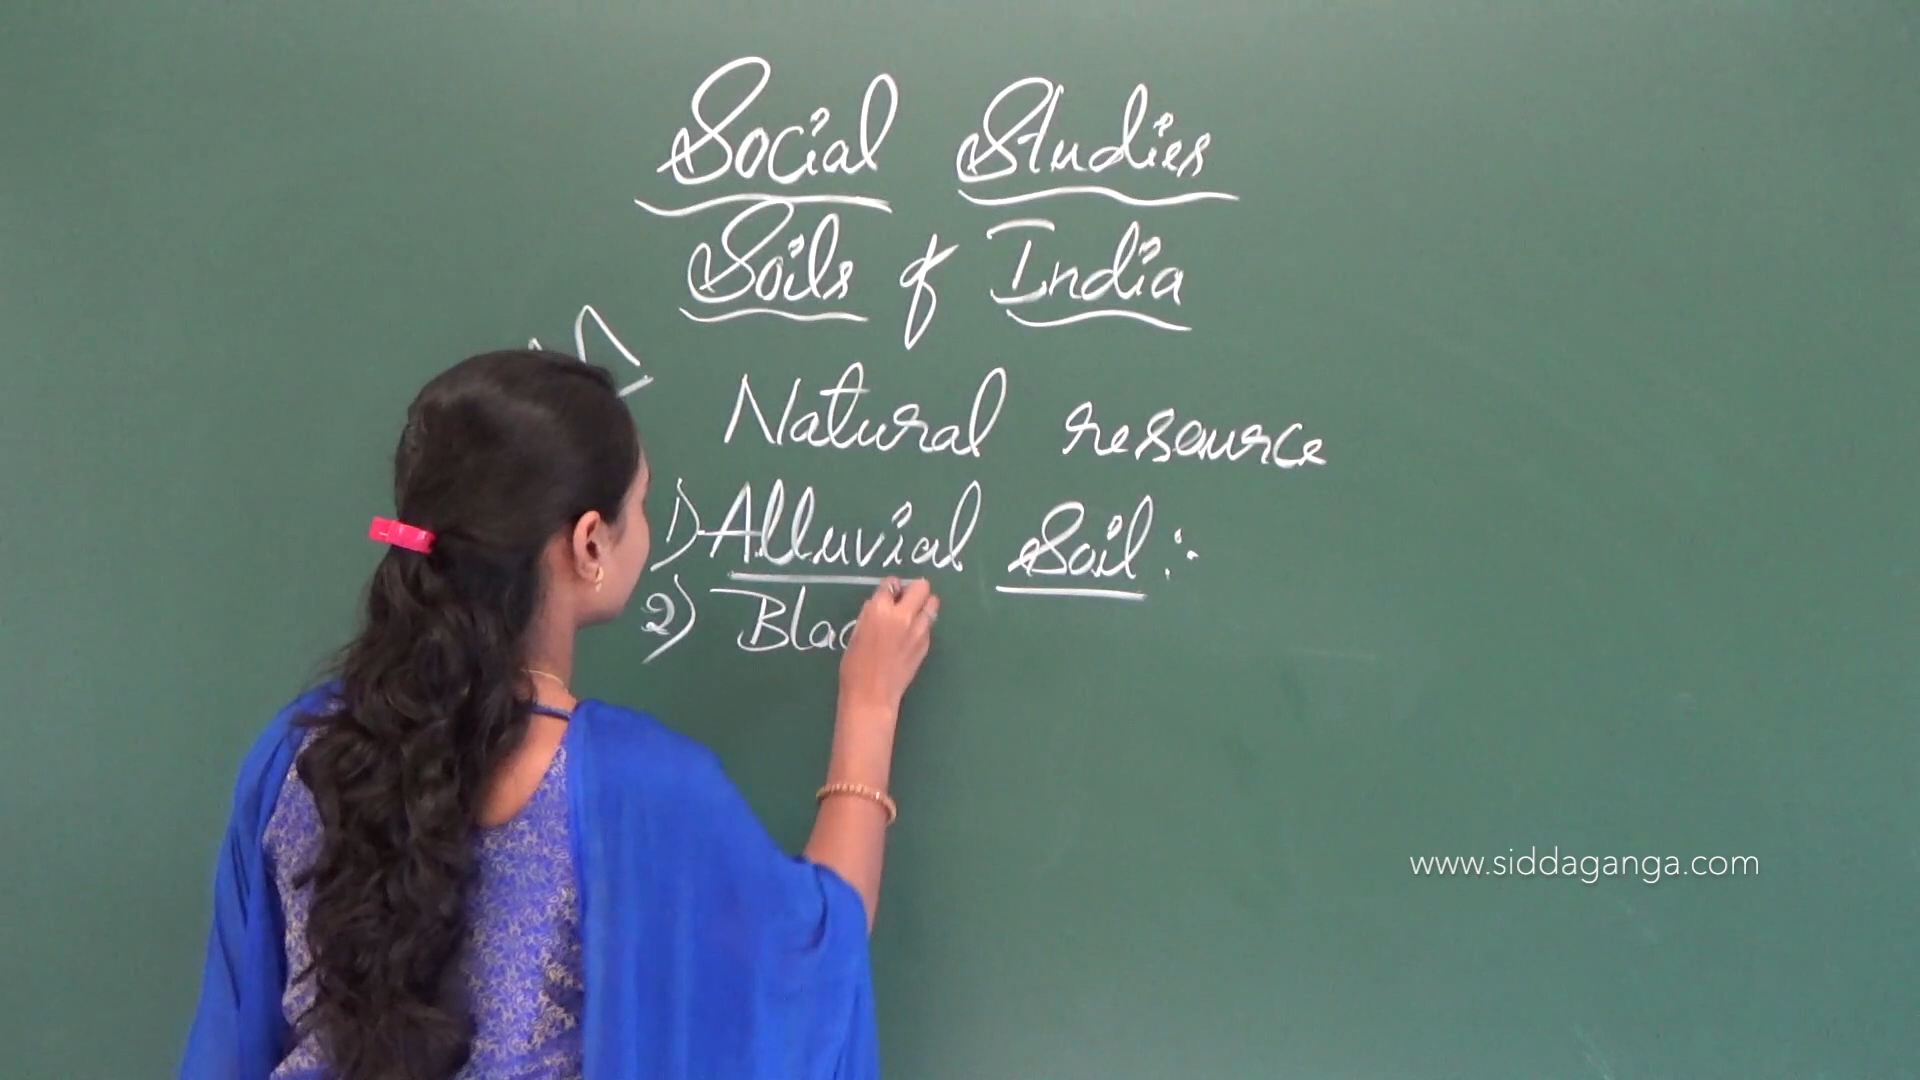 Social Studies
Soils of India
Natural resource
1) Alluvial Soil :-
2) Blac
www.siddaganga.com